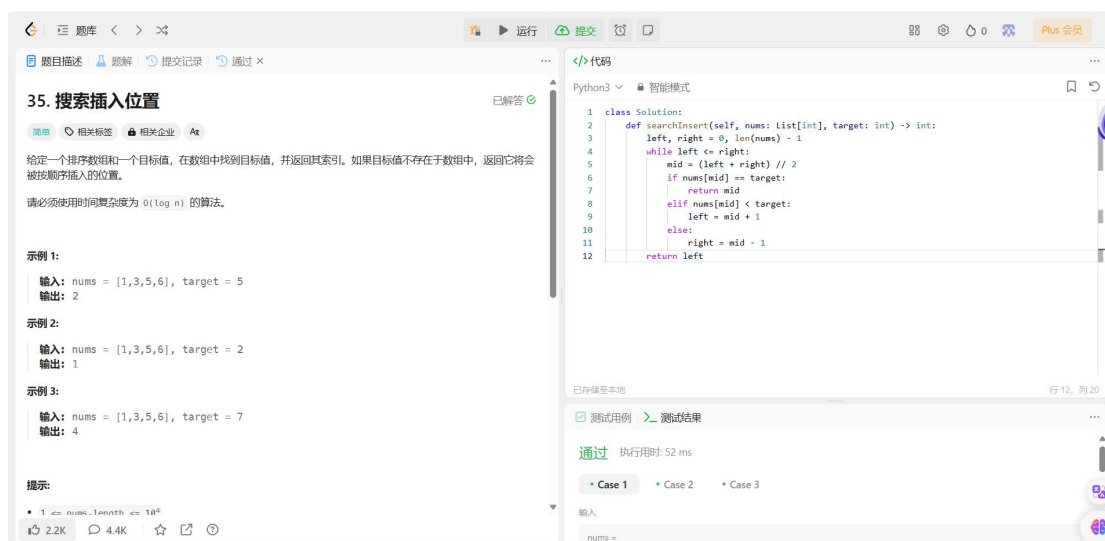 题库
运行
提交
0
Plus 会员
题目描述
题解
提交记录
通过 ×
35. 搜索插入位置
已解答
简单
相关标签
相关企业
Ax
给定一个排序数组和一个目标值，在数组中找到目标值，并返回其索引。如果目标值不存在于数组中，返回它将会
被按顺序插入的位置。
请必须使用时间复杂度为 O(log n) 的算法。
示例 1:
输入: nums = [1,3,5,6], target = 5
输出: 2
示例 2:
输入: nums = [1,3,5,6], target = 2
输出: 1
示例 3:
输入: nums = [1,3,5,6], target = 7
输出: 4
提示:
1 <= nums.length <= 10⁴
2.2K
4.4K
</> 代码
Python3
智能模式
1 class Solution:
2 def searchInsert(self, nums: List[int], target: int) -> int:
3 left, right = 0, len(nums) - 1
4 while left <= right:
5 mid = (left + right) // 2
6 if nums[mid] == target:
7 return mid
8 elif nums[mid] < target:
9 left = mid + 1
10 else:
11 right = mid - 1
12 return left
已存储至本地
行 12, 列 20
测试用例
测试结果
通过
执行用时: 52 ms
Case 1
Case 2
Case 3
输入
nums =